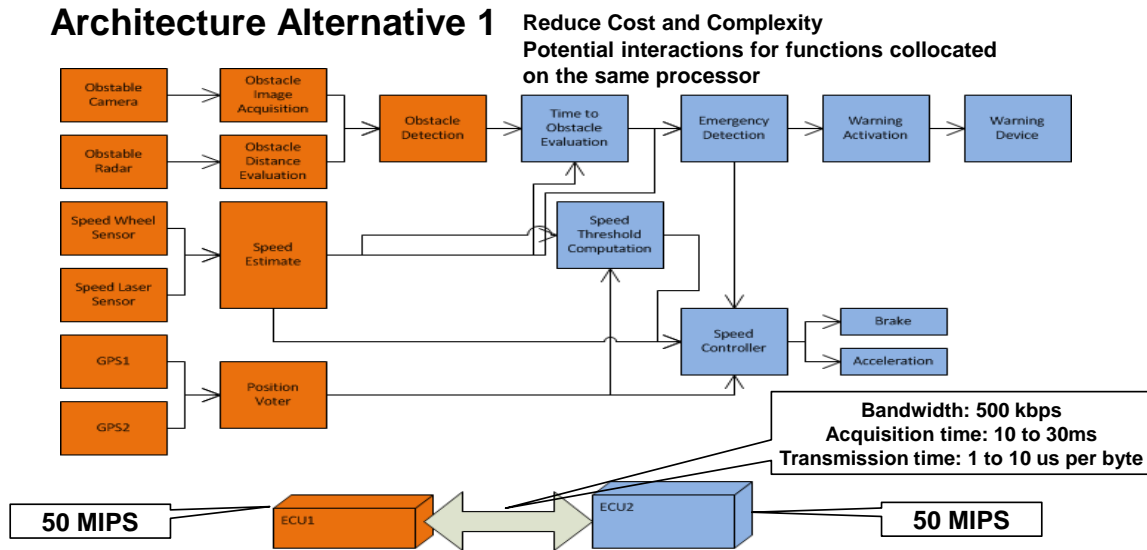 Architecture Alternative 1
Reduce Cost and Complexity
Potential interactions for functions collocated
on the same processor
Obstable
Camera
Obstacle
Image
Acquisition
Obstacle
Detection
Time to
Obstacle
Evaluation
Emergency
Detection
Warning
Activation
Warning
Device
Obstable
Radar
Obstacle
Distance
Evaluation
Speed Wheel
Sensor
Speed
Estimate
Speed
Threshold
Computation
Speed Laser
Sensor
GPS1
Position
Voter
Speed
Controller
Brake
Acceleration
GPS2
Bandwidth: 500 kbps
Acquisition time: 10 to 30ms
Transmission time: 1 to 10 us per byte
50 MIPS
ECU1
ECU2
50 MIPS